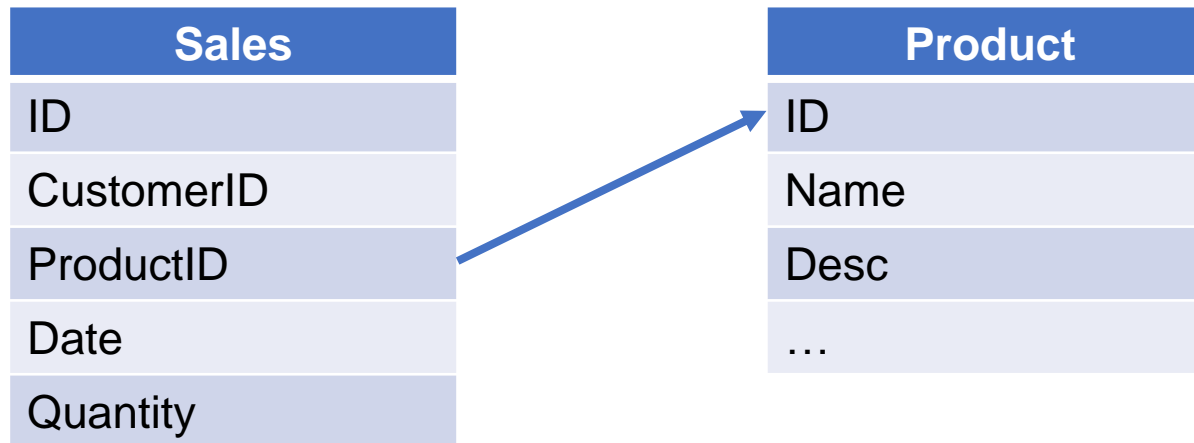 Sales
ID
CustomerID
ProductID
Date
Quantity
Product
ID
Name
Desc
…